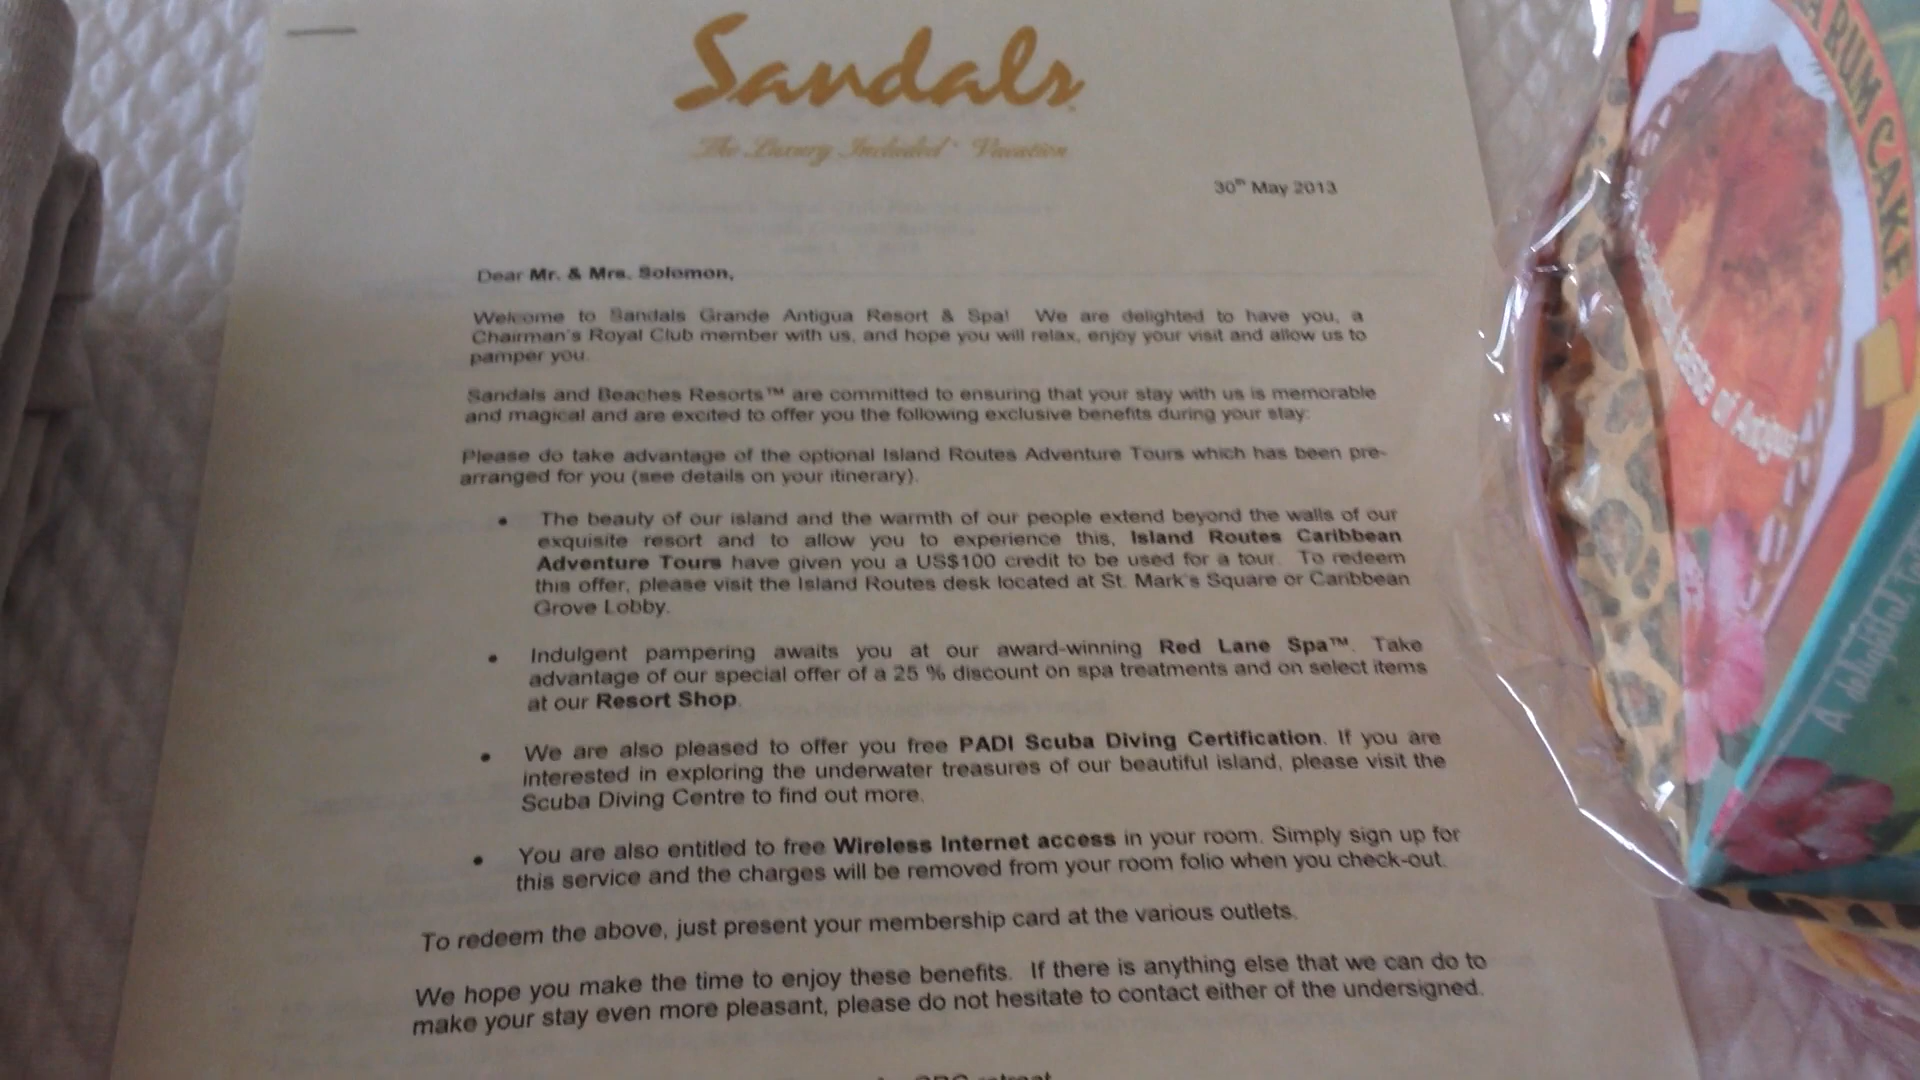 Sandals
The Luxury Included® Vacation
30th May 2013
Dear Mr. & Mrs. Solomon,
Welcome to Sandals Grande Antigua Resort & Spa! We are delighted to have you, a
Chairman's Royal Club member with us, and hope you will relax, enjoy your visit and allow us to
pamper you.
Sandals and Beaches Resorts™ are committed to ensuring that your stay with us is memorable
and magical and are excited to offer you the following exclusive benefits during your stay:
Please do take advantage of the optional Island Routes Adventure Tours which has been pre-
arranged for you (see details on your itinerary).
• The beauty of our island and the warmth of our people extend beyond the walls of our
exquisite resort and to allow you to experience this, Island Routes Caribbean
Adventure Tours have given you a US$100 credit to be used for a tour. To redeem
this offer, please visit the Island Routes desk located at St. Mark's Square or Caribbean
Grove Lobby.
• Indulgent pampering awaits you at our award-winning Red Lane Spa™. Take
advantage of our special offer of a 25 % discount on spa treatments and on select items
at our Resort Shop.
• We are also pleased to offer you free PADI Scuba Diving Certification. If you are
interested in exploring the underwater treasures of our beautiful island, please visit the
Scuba Diving Centre to find out more.
• You are also entitled to free Wireless Internet access in your room. Simply sign up for
this service and the charges will be removed from your room folio when you check-out.
To redeem the above, just present your membership card at the various outlets.
We hope you make the time to enjoy these benefits. If there is anything else that we can do to
make your stay even more pleasant, please do not hesitate to contact either of the undersigned.
RUM CAKE
of Antigua
A delightful